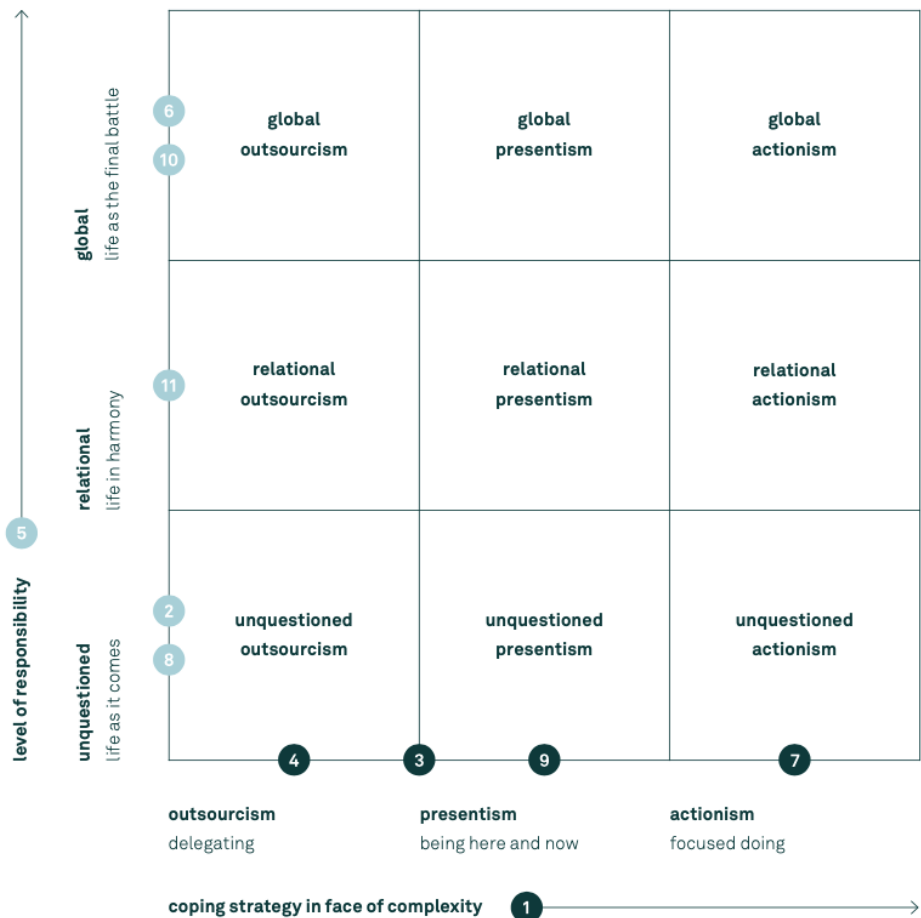 6
global
outsourcism
global
presentism
global
actionism
10
global
life as the final battle
11
relational
outsourcism
relational
presentism
relational
actionism
relational
life in harmony
5
level of responsibility
2
8
unquestioned
outsourcism
unquestioned
presentism
unquestioned
actionism
unquestioned
life as it comes
4
3
9
7
outsourcism
delegating
presentism
being here and now
actionism
focused doing
coping strategy in face of complexity
1